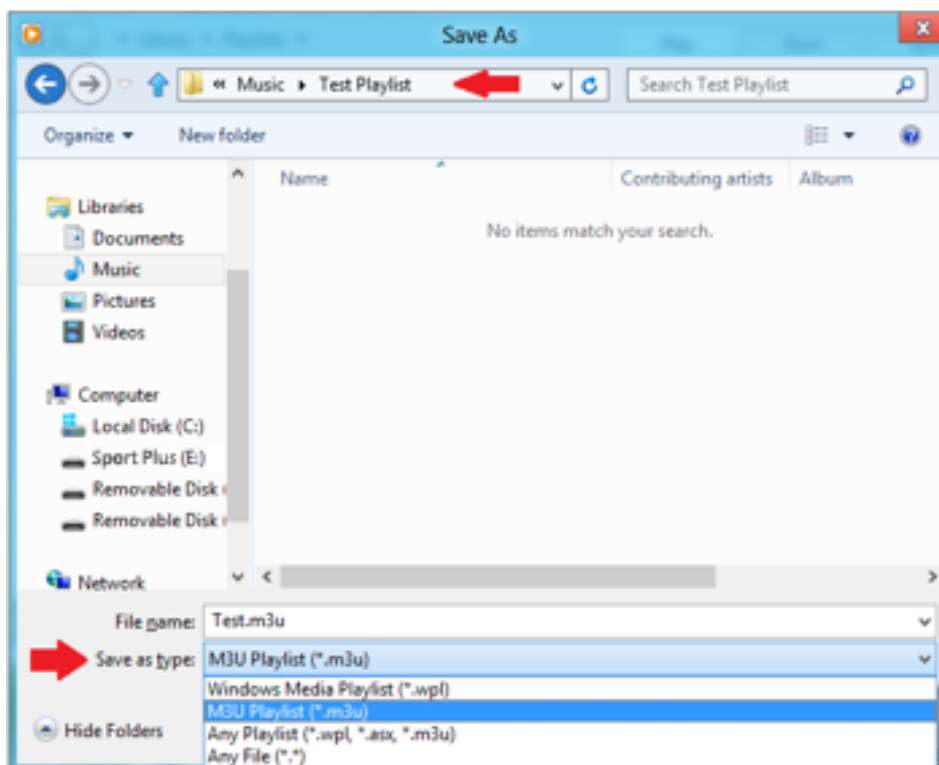 Save As
« Music ▸ Test Playlist
Search Test Playlist
Organize
New folder
Name
Contributing artists
Album
No items match your search.
Libraries
Documents
Music
Pictures
Videos
Computer
Local Disk (C:)
Sport Plus (E:)
Removable Disk
Removable Disk
Network
File name: Test.m3u
Save as type: M3U Playlist (*.m3u)
Windows Media Playlist (*.wpl)
M3U Playlist (*.m3u)
Any Playlist (*.wpl, *.asx, *.m3u)
Any File (*.*)
Hide Folders